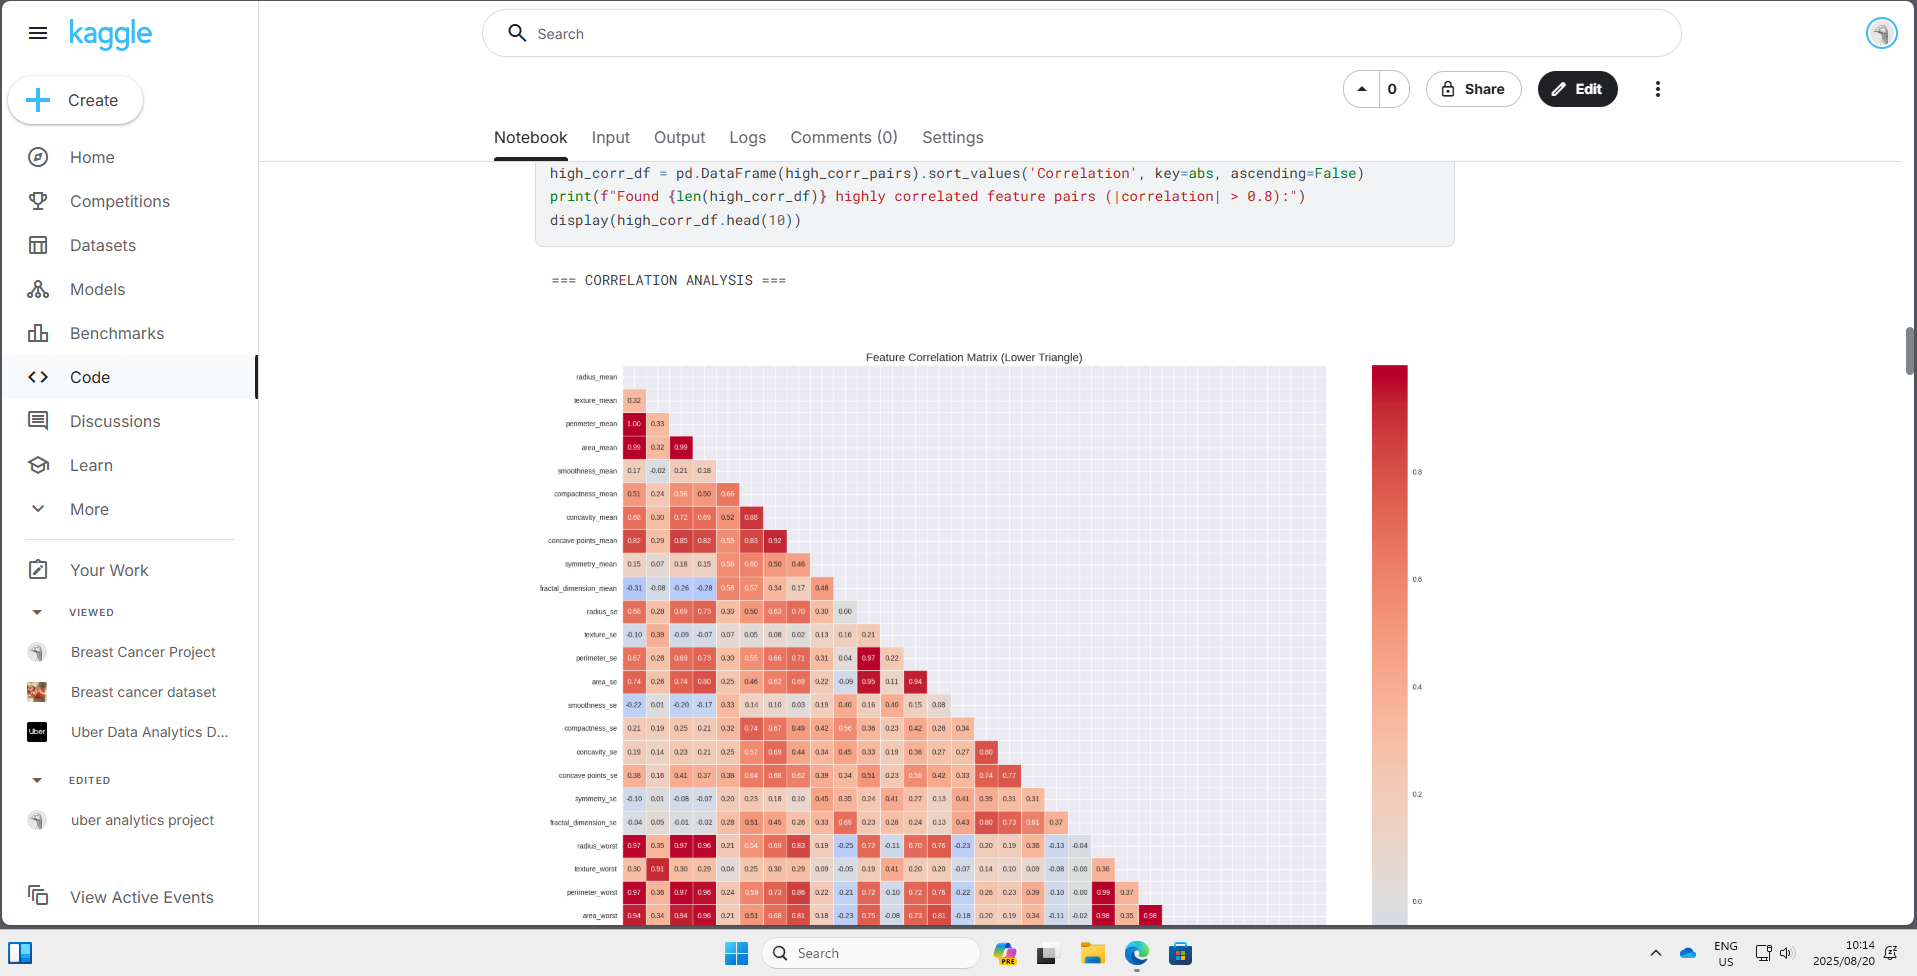 kaggle
Search
Create
0
Share
Edit
Home
Competitions
Datasets
Models
Benchmarks
Code
Discussions
Learn
More
Your Work
VIEWED
Breast Cancer Project
Breast cancer dataset
Uber
Uber Data Analytics D...
EDITED
uber analytics project
View Active Events
Notebook Input Output Logs Comments (0) Settings
high_corr_df = pd.DataFrame(high_corr_pairs).sort_values('Correlation', key=abs, ascending=False)
print(f"Found {len(high_corr_df)} highly correlated feature pairs (|correlation| > 0.8):")
display(high_corr_df.head(10))
=== CORRELATION ANALYSIS ===
Feature Correlation Matrix (Lower Triangle)
radius_mean
texture_mean 0.32
perimeter_mean 1.00 0.33
area_mean 0.99 0.32 0.99
smoothness_mean 0.17 -0.02 0.21 0.18
compactness_mean 0.51 0.24 0.56 0.50 0.66
concavity_mean 0.68 0.30 0.72 0.69 0.52 0.88
concave points_mean 0.82 0.29 0.85 0.82 0.55 0.83 0.92
symmetry_mean 0.15 0.07 0.18 0.15 0.56 0.60 0.50 0.46
fractal_dimension_mean -0.31 -0.08 -0.26 -0.28 0.58 0.57 0.34 0.17 0.48
radius_se 0.68 0.28 0.69 0.73 0.30 0.50 0.63 0.70 0.30 0.00
texture_se -0.10 0.39 -0.09 -0.07 0.07 0.05 0.08 0.02 0.13 0.16 0.21
perimeter_se 0.67 0.28 0.69 0.73 0.30 0.55 0.66 0.71 0.31 0.04 0.97 0.22
area_se 0.74 0.26 0.74 0.80 0.25 0.46 0.62 0.69 0.22 -0.09 0.95 0.11 0.94
smoothness_se -0.22 0.01 -0.20 -0.17 0.33 0.14 0.10 0.03 0.19 0.40 0.16 0.40 0.15 0.08
compactness_se 0.21 0.19 0.25 0.21 0.32 0.74 0.67 0.49 0.42 0.56 0.36 0.23 0.42 0.28 0.34
concavity_se 0.19 0.14 0.23 0.21 0.25 0.57 0.69 0.44 0.34 0.45 0.33 0.19 0.36 0.27 0.27 0.80
concave points_se 0.38 0.16 0.41 0.37 0.38 0.64 0.68 0.62 0.39 0.34 0.51 0.23 0.56 0.42 0.33 0.74 0.77
symmetry_se -0.10 0.01 -0.08 -0.07 0.20 0.23 0.18 0.10 0.45 0.35 0.24 0.41 0.27 0.13 0.41 0.39 0.31 0.31
fractal_dimension_se -0.04 0.05 -0.01 -0.02 0.28 0.51 0.45 0.26 0.33 0.69 0.23 0.28 0.24 0.13 0.43 0.80 0.73 0.61 0.37
radius_worst 0.97 0.35 0.97 0.96 0.21 0.54 0.69 0.83 0.19 -0.25 0.72 -0.11 0.70 0.76 -0.23 0.20 0.19 0.36 -0.13 -0.04
texture_worst 0.30 0.91 0.30 0.29 0.04 0.25 0.30 0.29 0.09 -0.05 0.19 0.41 0.20 0.20 -0.07 0.14 0.10 0.09 -0.08 -0.00 0.36
perimeter_worst 0.97 0.36 0.97 0.96 0.24 0.59 0.73 0.86 0.22 -0.21 0.72 -0.10 0.72 0.76 -0.22 0.26 0.23 0.39 -0.10 -0.00 0.99 0.37
area_worst 0.94 0.34 0.94 0.96 0.21 0.51 0.68 0.81 0.18 -0.23 0.75 -0.08 0.73 0.81 -0.18 0.20 0.19 0.34 -0.11 -0.02 0.98 0.35 0.98
0.8
0.6
0.4
0.2
0.0
Search
PRE
ENG
US
10:14
2025/08/20